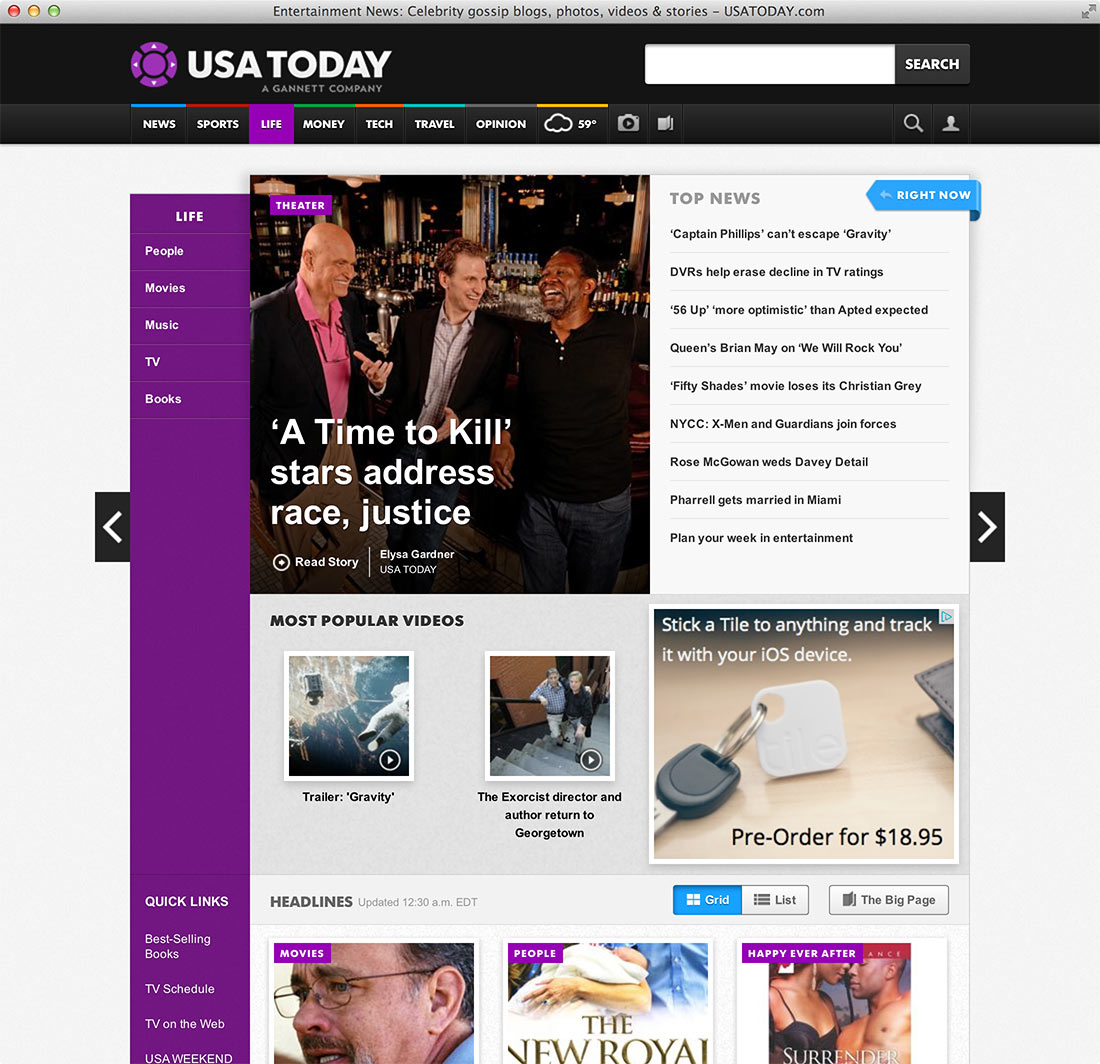 Entertainment News: Celebrity gossip blogs, photos, videos & stories – USATODAY.com
USA TODAY
A GANNETT COMPANY
SEARCH
NEWS
SPORTS
LIFE
MONEY
TECH
TRAVEL
OPINION
59°
LIFE
People
Movies
Music
TV
Books
THEATER
‘A Time to Kill’
stars address
race, justice
Read Story
Elysa Gardner
USA TODAY
TOP NEWS
RIGHT NOW
‘Captain Phillips’ can’t escape ‘Gravity’
DVRs help erase decline in TV ratings
‘56 Up’ ‘more optimistic’ than Apted expected
Queen’s Brian May on ‘We Will Rock You’
‘Fifty Shades’ movie loses its Christian Grey
NYCC: X-Men and Guardians join forces
Rose McGowan weds Davey Detail
Pharrell gets married in Miami
Plan your week in entertainment
MOST POPULAR VIDEOS
Trailer: 'Gravity'
The Exorcist director and
author return to
Georgetown
Stick a Tile to anything and track
it with your iOS device.
tile
Pre-Order for $18.95
QUICK LINKS
Best-Selling
Books
TV Schedule
TV on the Web
USA WEEKEND
HEADLINES
Updated 12:30 a.m. EDT
Grid
List
The Big Page
MOVIES
PEOPLE
THE
NEW ROYAL
HAPPY EVER AFTER
SURRENDER